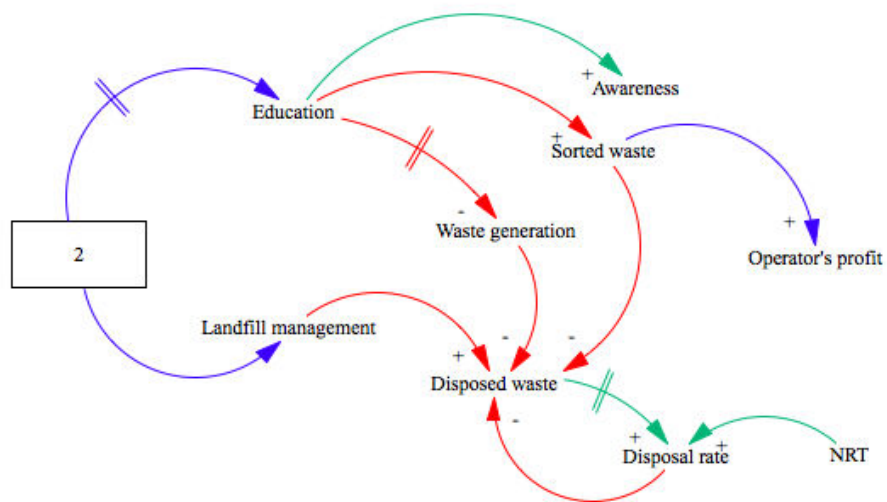 +
Awareness
Education
+
Sorted waste
-
Waste generation
+
Operator's profit
2
Landfill management
+
-
-
Disposed waste
-
+
+
Disposal rate
NRT